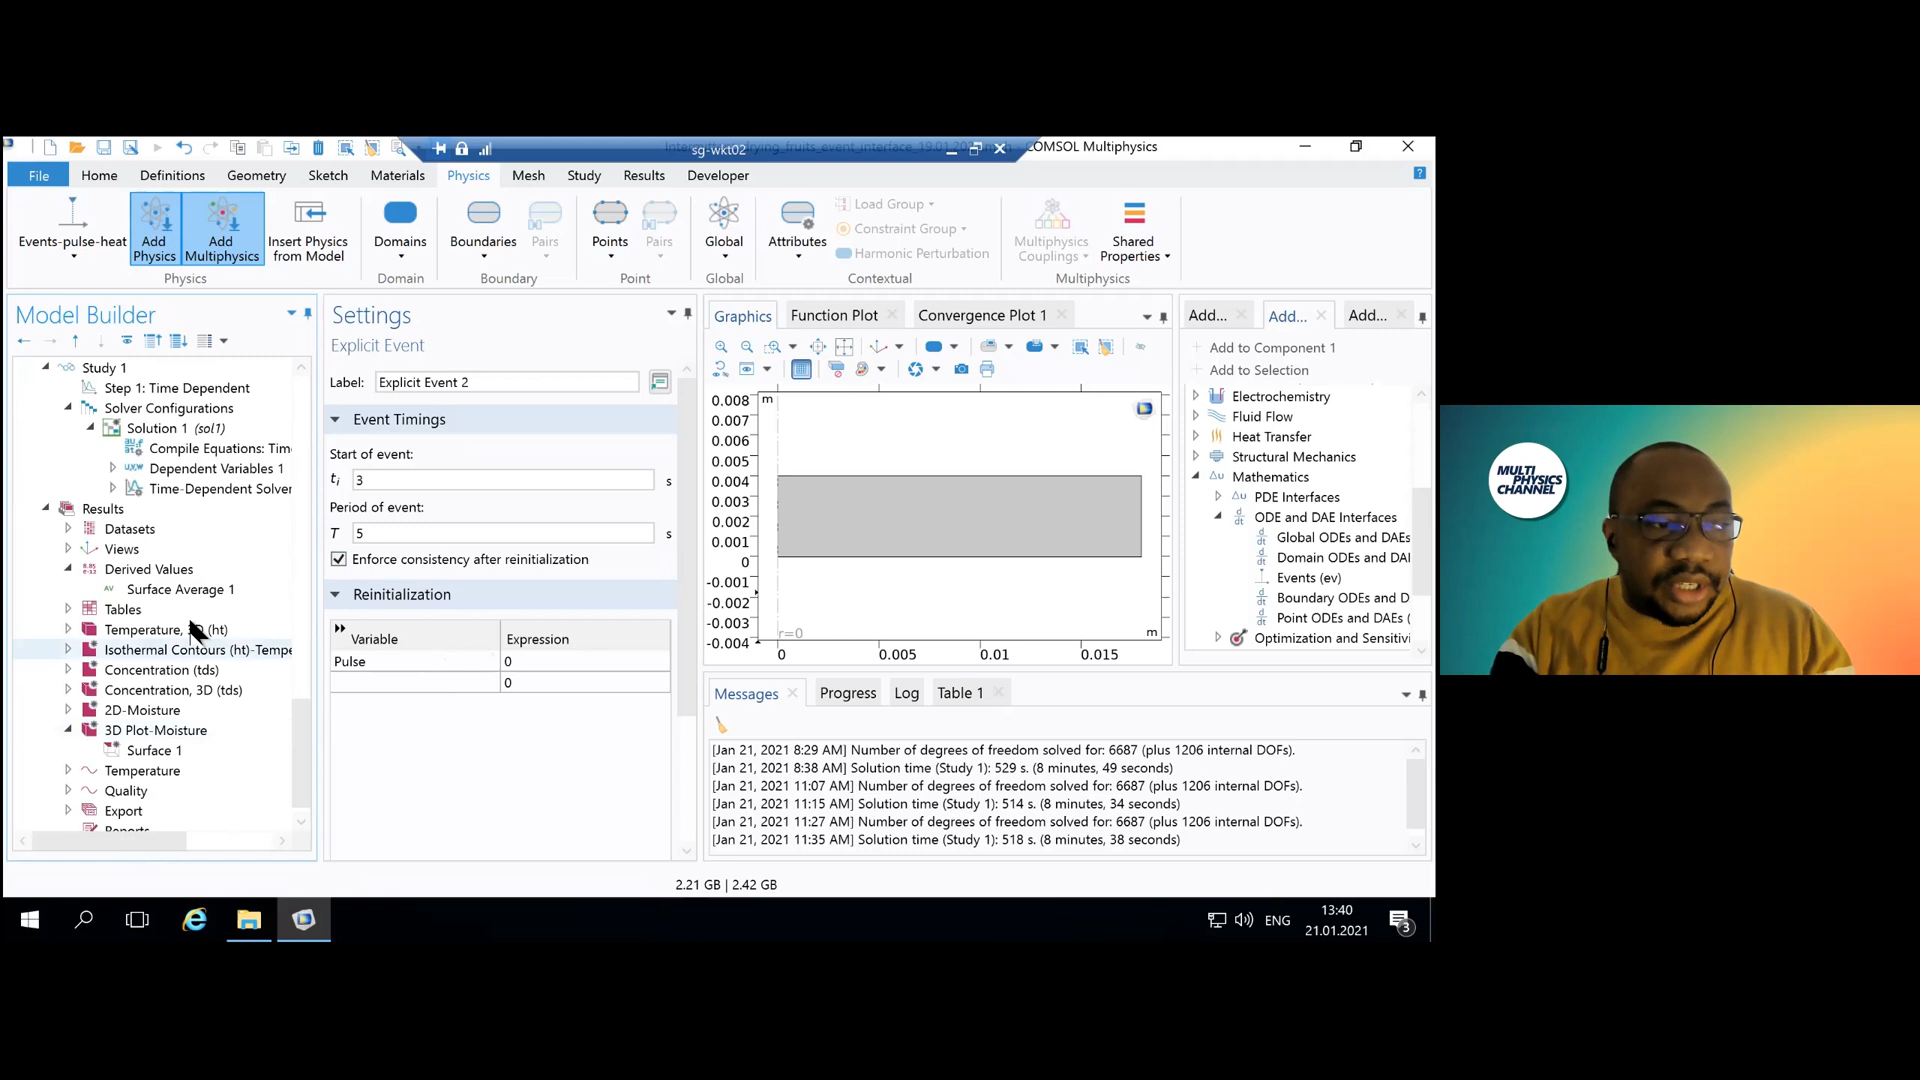 sg-wkt02
COMSOL Multiphysics
File
Home
Definitions
Geometry
Sketch
Materials
Physics
Mesh
Study
Results
Developer
Events-pulse-heat
Add
Physics
Add
Multiphysics
Insert Physics
from Model
Domains
Boundaries
Pairs
Points
Pairs
Global
Attributes
Load Group
Constraint Group
Harmonic Perturbation
Multiphysics
Couplings
Shared
Properties
Physics
Domain
Boundary
Point
Global
Contextual
Multiphysics
Model Builder
Study 1
Step 1: Time Dependent
Solver Configurations
Solution 1 (sol1)
Compile Equations: Tim
Dependent Variables 1
Time-Dependent Solver
Results
Datasets
Views
Derived Values
Surface Average 1
Tables
Temperature, (ht)
Isothermal Contours (ht)-Tempe
Concentration (tds)
Concentration, 3D (tds)
2D-Moisture
3D Plot-Moisture
Surface 1
Temperature
Quality
Export
Reports
Settings
Explicit Event
Label: Explicit Event 2
Event Timings
Start of event:
ti 3 s
Period of event:
T 5 s
Enforce consistency after reinitialization
Reinitialization
Variable Expression
Pulse 0
0
Graphics
Function Plot
Convergence Plot 1
m
0.008
0.007
0.006
0.005
0.004
0.003
0.002
0.001
0
-0.001
-0.002
-0.003
-0.004
r=0
m
0 0.005 0.01 0.015
Add...
Add...
Add...
Add to Component 1
Add to Selection
Electrochemistry
Fluid Flow
Heat Transfer
Structural Mechanics
Mathematics
PDE Interfaces
ODE and DAE Interfaces
Global ODEs and DAEs
Domain ODEs and DAI
Events (ev)
Boundary ODEs and D
Point ODEs and DAEs (
Optimization and Sensitivi
Messages
Progress
Log
Table 1
[Jan 21, 2021 8:29 AM] Number of degrees of freedom solved for: 6687 (plus 1206 internal DOFs).
[Jan 21, 2021 8:38 AM] Solution time (Study 1): 529 s. (8 minutes, 49 seconds)
[Jan 21, 2021 11:07 AM] Number of degrees of freedom solved for: 6687 (plus 1206 internal DOFs).
[Jan 21, 2021 11:15 AM] Solution time (Study 1): 514 s. (8 minutes, 34 seconds)
[Jan 21, 2021 11:27 AM] Number of degrees of freedom solved for: 6687 (plus 1206 internal DOFs).
[Jan 21, 2021 11:35 AM] Solution time (Study 1): 518 s. (8 minutes, 38 seconds)
2.21 GB | 2.42 GB
ENG
13:40
21.01.2021
3
MULTI
PHYSICS
CHANNEL